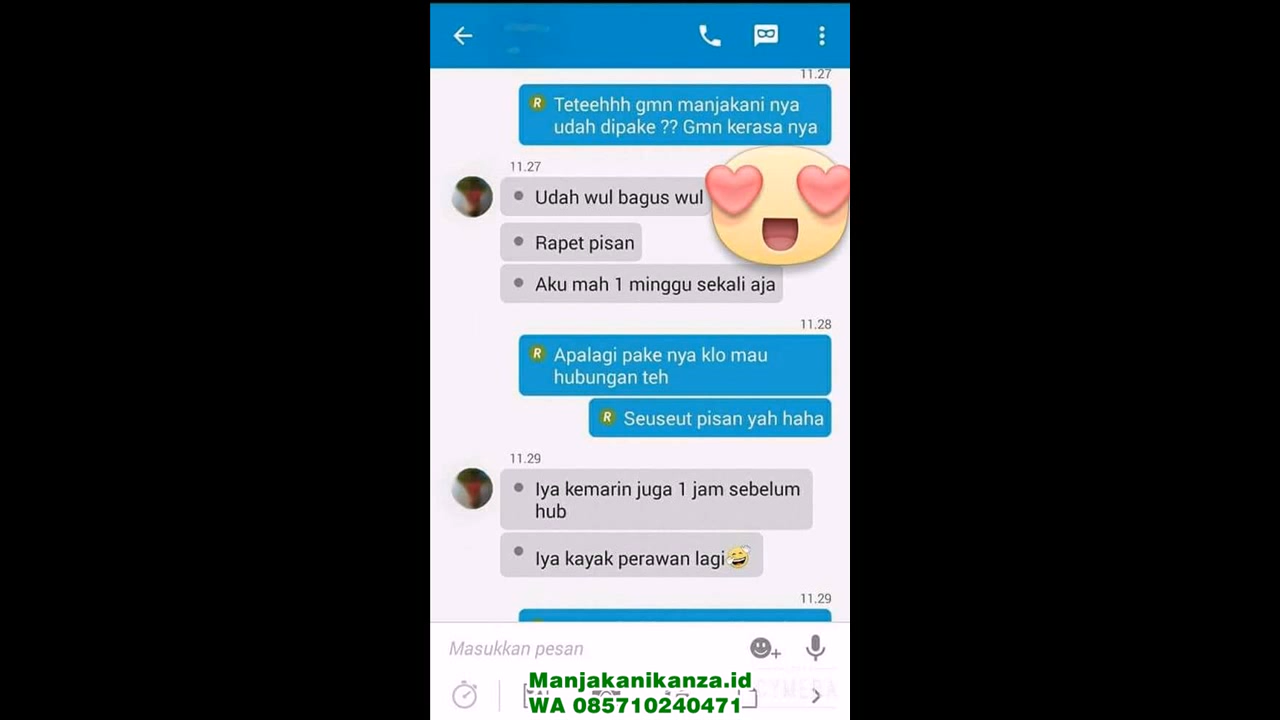 11.27
R Teteehhh gmn manjakani nya
udah dipake ?? Gmn kerasa nya
11.27
Udah wul bagus wul
Rapet pisan
Aku mah 1 minggu sekali aja
11.28
R Apalagi pake nya klo mau
hubungan teh
R Seuseut pisan yah haha
11.29
Iya kemarin juga 1 jam sebelum
hub
Iya kayak perawan lagi
11.29
Masukkan pesan
Manjakanikanza.id
CYMERA
WA 085710240471